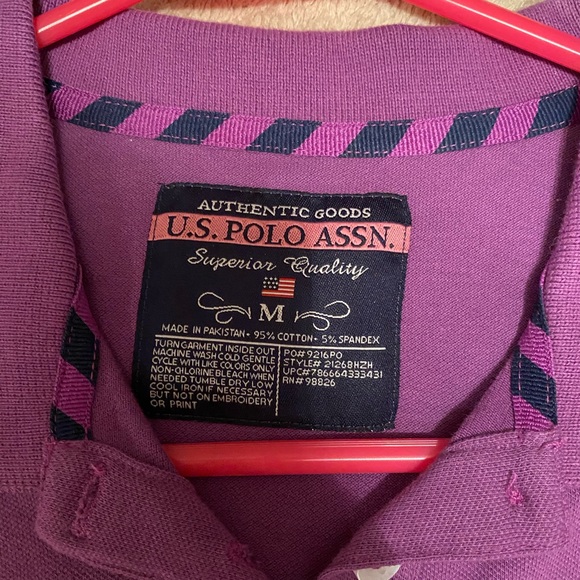 AUTHENTIC GOODS
U.S. POLO ASSN.
Superior Quality
M
MADE IN PAKISTAN • 95% COTTON • 5% SPANDEX
TURN GARMENT INSIDE OUT
MACHINE WASH COLD GENTLE
CYCLE WITH LIKE COLORS ONLY
NON-CHLORINE BLEACH WHEN
NEEDED TUMBLE DRY LOW
COOL IRON IF NECESSARY
BUT NOT ON EMBROIDERY
OR PRINT
PO# 9216PO
STYLE# 21268HZH
UPC# 786664333431
RN# 98826